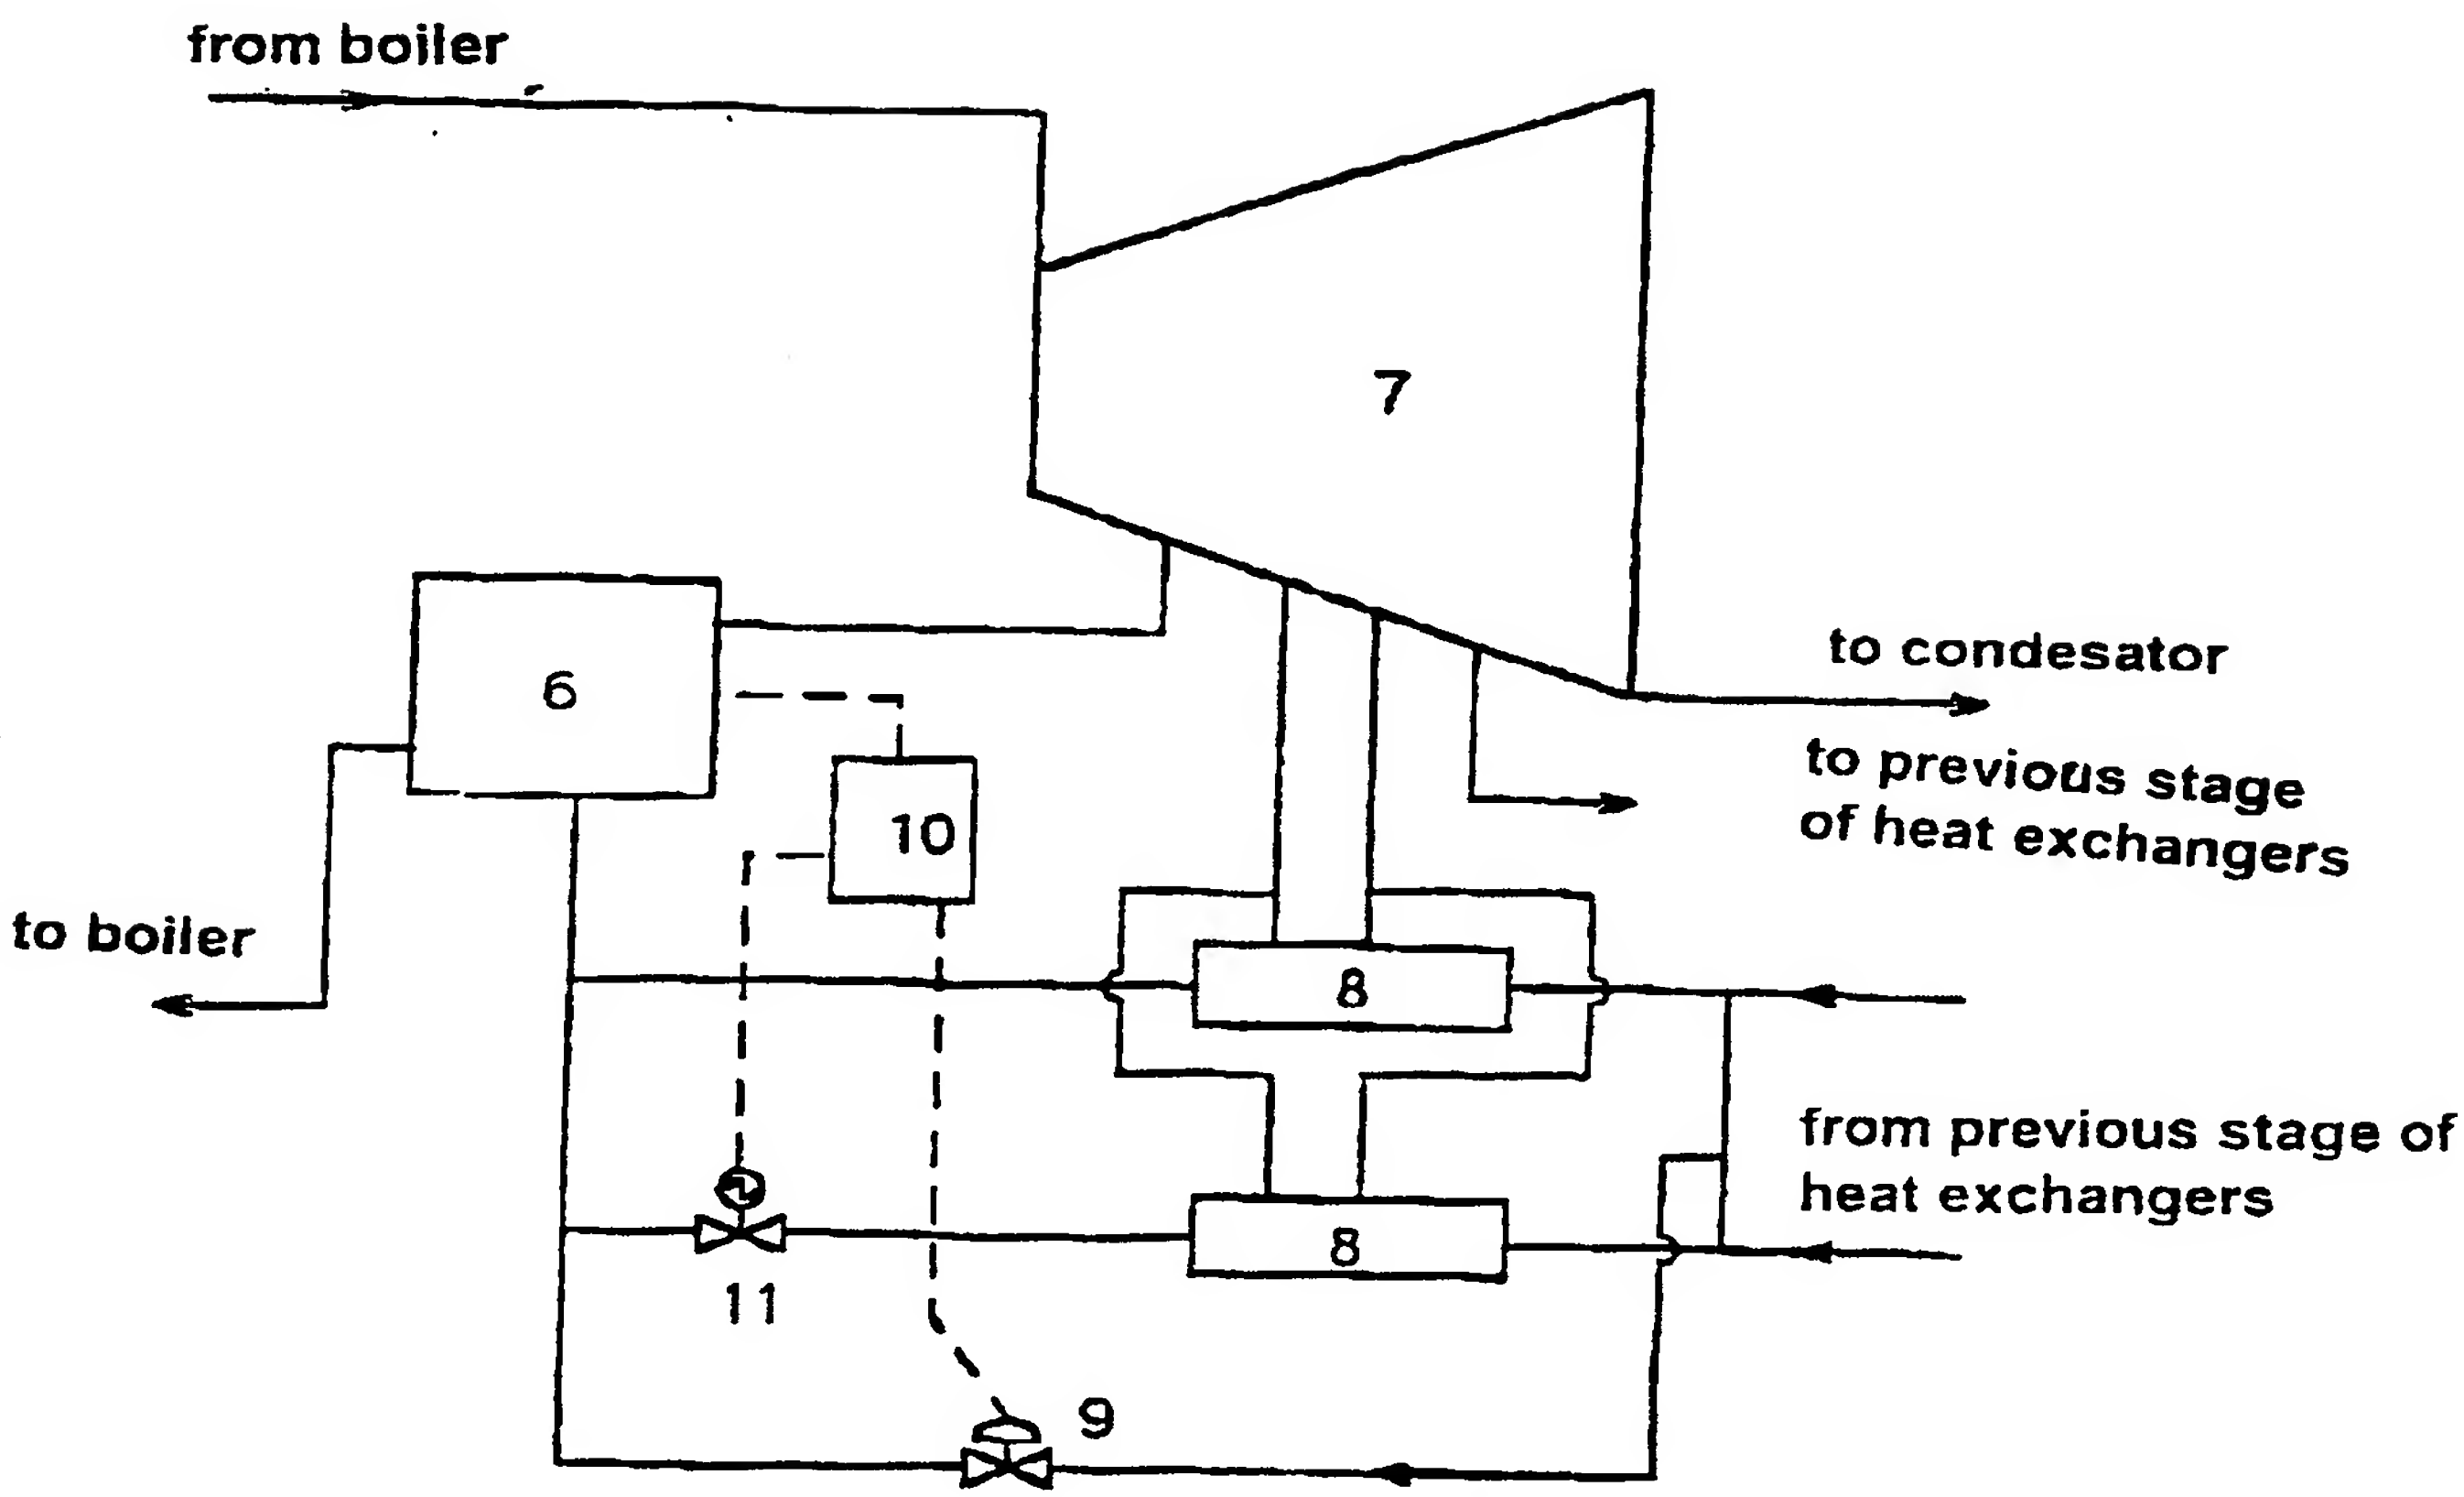 from boiler
7
to condesator
6
to previous stage
of heat exchangers
10
to boiler
8
from previous stage of
heat exchangers
8
11
9